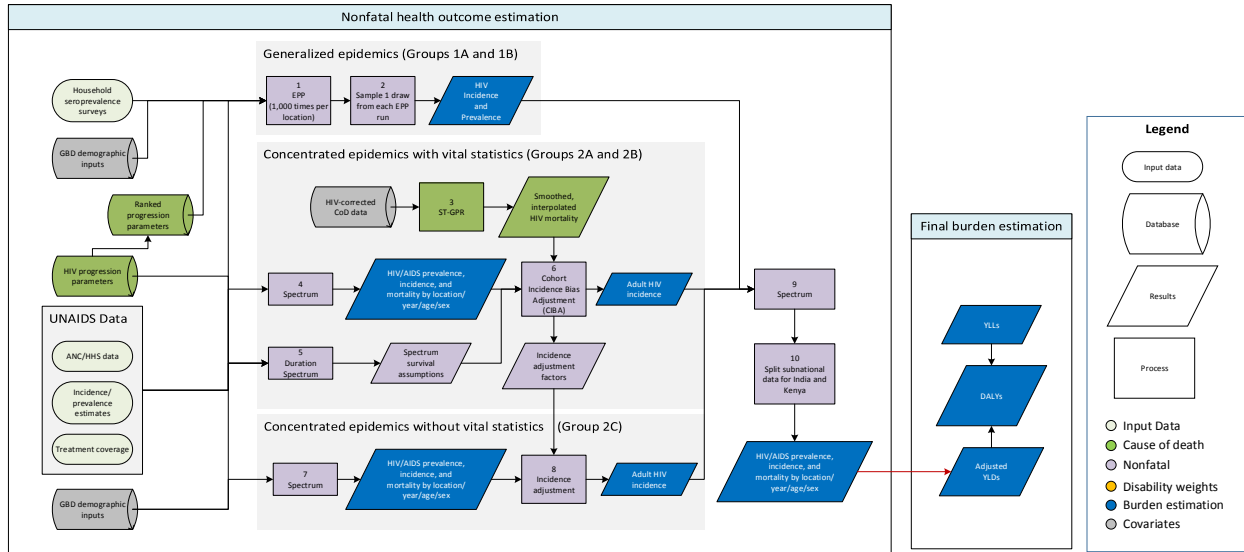 Nonfatal health outcome estimation
Generalized epidemics (Groups 1A and 1B)
Household
seroprevalence
surveys
GBD demographic
inputs
Ranked
progression
parameters
HIV progression
parameters
UNAIDS Data
ANC/HHS data
Incidence/
prevalence
estimates
Treatment coverage
GBD demographic
inputs
1
EPP
(1,000 times per
location)
2
Sample 1 draw
from each EPP
run
HIV
Incidence
and
Prevalence
Concentrated epidemics with vital statistics (Groups 2A and 2B)
HIV-corrected
CoD data
3
ST-GPR
Smoothed,
interpolated
HIV mortality
4
Spectrum
HIV/AIDS prevalence,
incidence, and
mortality by location/
year/age/sex
6
Cohort
Incidence Bias
Adjustment
(CIBA)
Adult HIV
incidence
5
Duration
Spectrum
Spectrum
survival
assumptions
Incidence
adjustment
factors
Concentrated epidemics without vital statistics (Group 2C)
7
Spectrum
HIV/AIDS prevalence,
incidence, and
mortality by location/
year/age/sex
8
Incidence
adjustment
Adult HIV
incidence
9
Spectrum
10
Split subnational
data for India and
Kenya
HIV/AIDS prevalence,
incidence, and
mortality by location/
year/age/sex
Final burden estimation
YLLs
DALYs
Adjusted
YLDs
Legend
Input data
Database
Results
Process
Input Data
Cause of death
Nonfatal
Disability weights
Burden estimation
Covariates